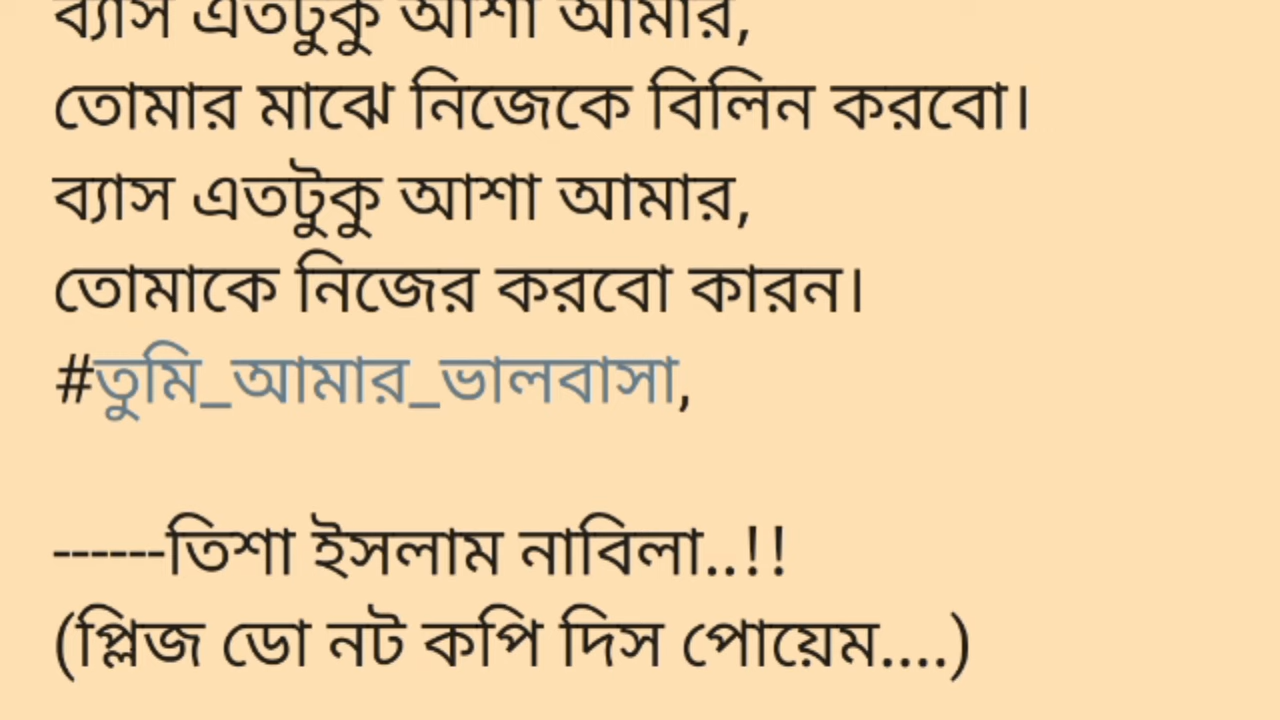 ব্যাস এতটুকু আশা আমার,
তোমার মাঝে নিজেকে বিলিন করবো।
ব্যাস এতটুকু আশা আমার,
তোমাকে নিজের করবো কারন।
#তুমি_আমার_ভালবাসা,
------তিশা ইসলাম নাবিলা..!!
(প্লিজ ডো নট কপি দিস পোয়েম....)